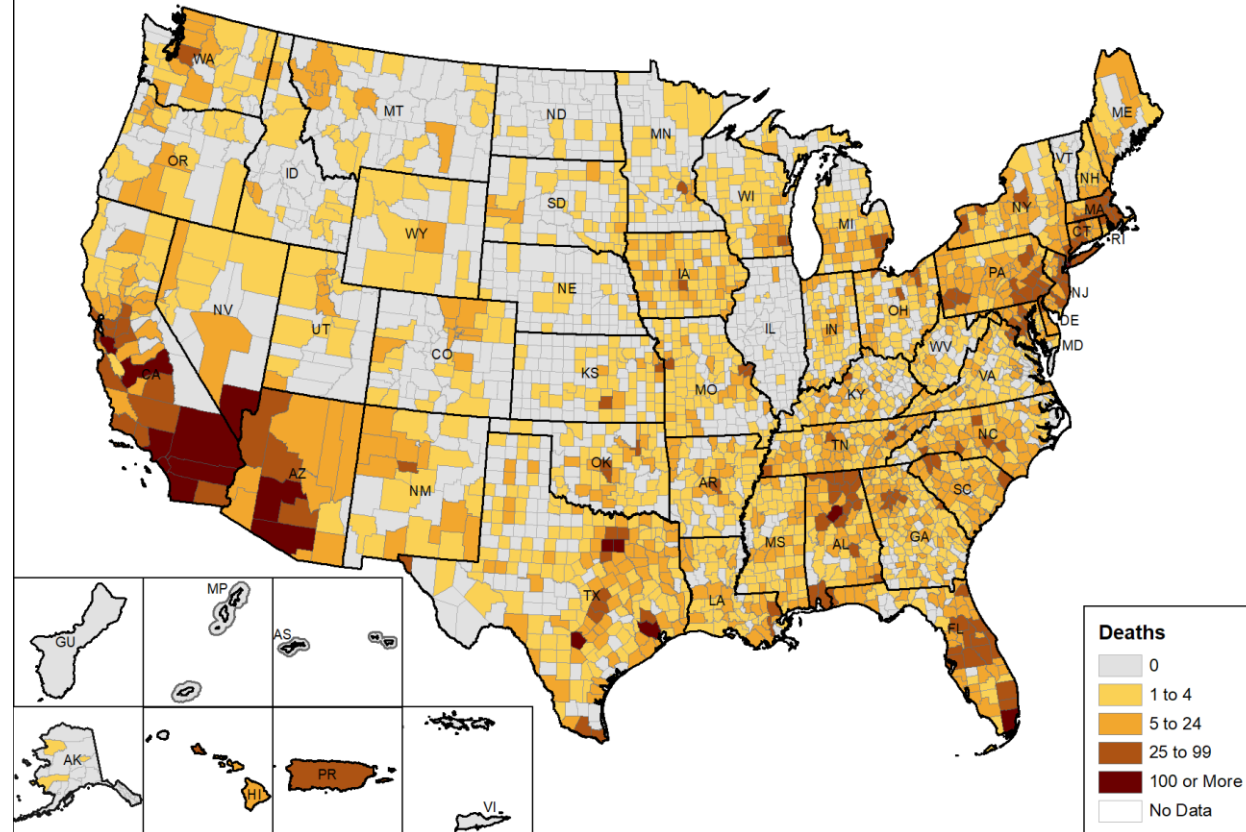 WA
MT
ND
MN
ME
OR
ID
SD
WI
MI
VT
NH
NY
MA
CT
RI
WY
IA
PA
NJ
NE
NV
UT
CO
IL
IN
OH
DE
MD
WV
VA
CA
KS
MO
KY
AZ
NM
OK
AR
TN
NC
SC
MS
AL
GA
TX
LA
FL
GU
MP
AS
AK
HI
PR
VI
Deaths
0
1 to 4
5 to 24
25 to 99
100 or More
No Data